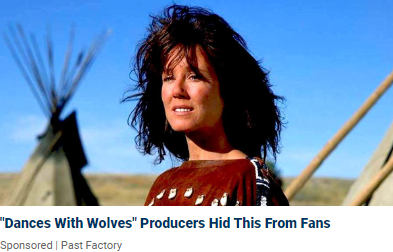 "Dances With Wolves" Producers Hid This From Fans
Sponsored | Past Factory